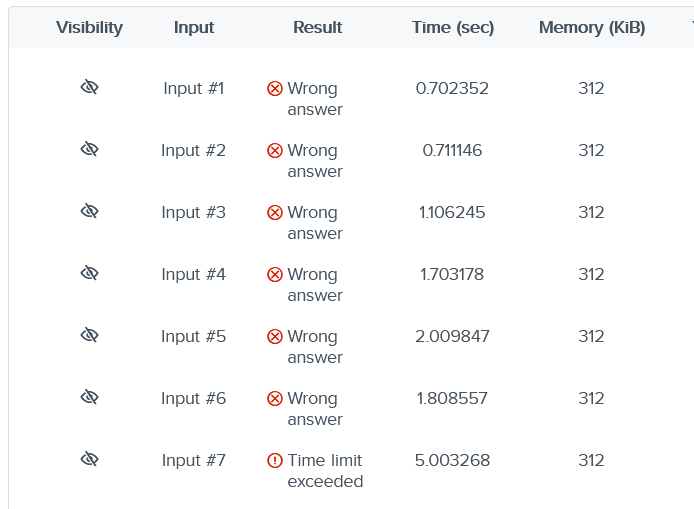 Visibility Input Result Time (sec) Memory (KiB)
Input #1 Wrong answer 0.702352 312
Input #2 Wrong answer 0.711146 312
Input #3 Wrong answer 1.106245 312
Input #4 Wrong answer 1.703178 312
Input #5 Wrong answer 2.009847 312
Input #6 Wrong answer 1.808557 312
Input #7 Time limit exceeded 5.003268 312